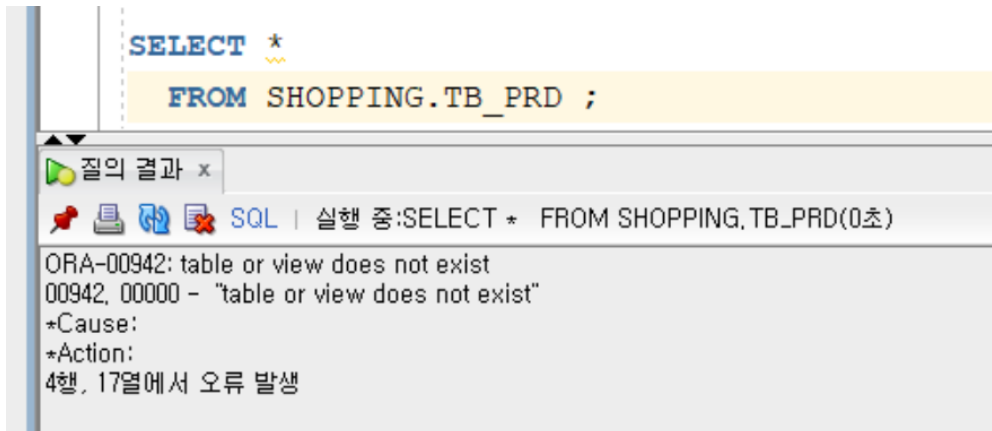 SELECT *
FROM SHOPPING.TB_PRD ;
질의 결과 x
SQL | 실행 중:SELECT * FROM SHOPPING.TB_PRD(0초)
ORA-00942: table or view does not exist
00942. 00000 - "table or view does not exist"
*Cause:
*Action:
4행, 17열에서 오류 발생